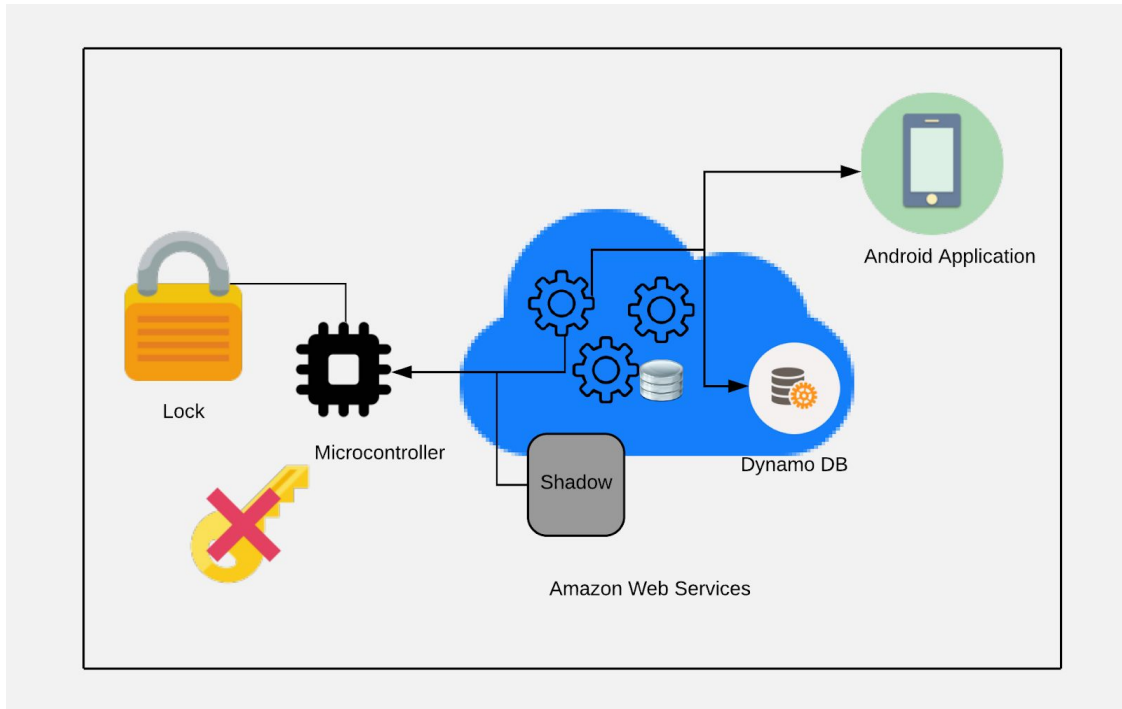 Android Application
Lock
Microcontroller
Dynamo DB
Shadow
Amazon Web Services